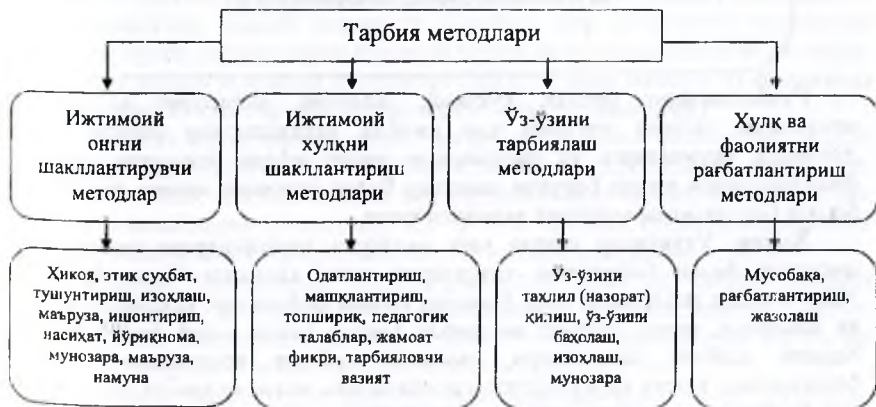 Тарбия методлари
Ижтимоий
онгни
шакллантирувчи
методлар
Ижтимоий
хулқни
шакллантириш
методлари
Ўз-ўзини
тарбиялаш
методлари
Хулқ ва
фаолиятни
рағбатлантириш
методлари
Ҳикоя, этик суҳбат,
тушунтириш, изоҳлаш,
маъруза, ишонтириш,
насиҳат, йўриқнома,
мунозара, маъруза,
намуна
Одатлантириш,
машқлантириш,
топшириқ, педагогик
талаблар, жамоат
фикри, тарбияловчи
вазият
Ўз-ўзини
таҳлил (назорат)
қилиш, ўз-ўзини
баҳолаш,
изоҳлаш,
мунозара
Мусобақа,
рағбатлантириш,
жазолаш